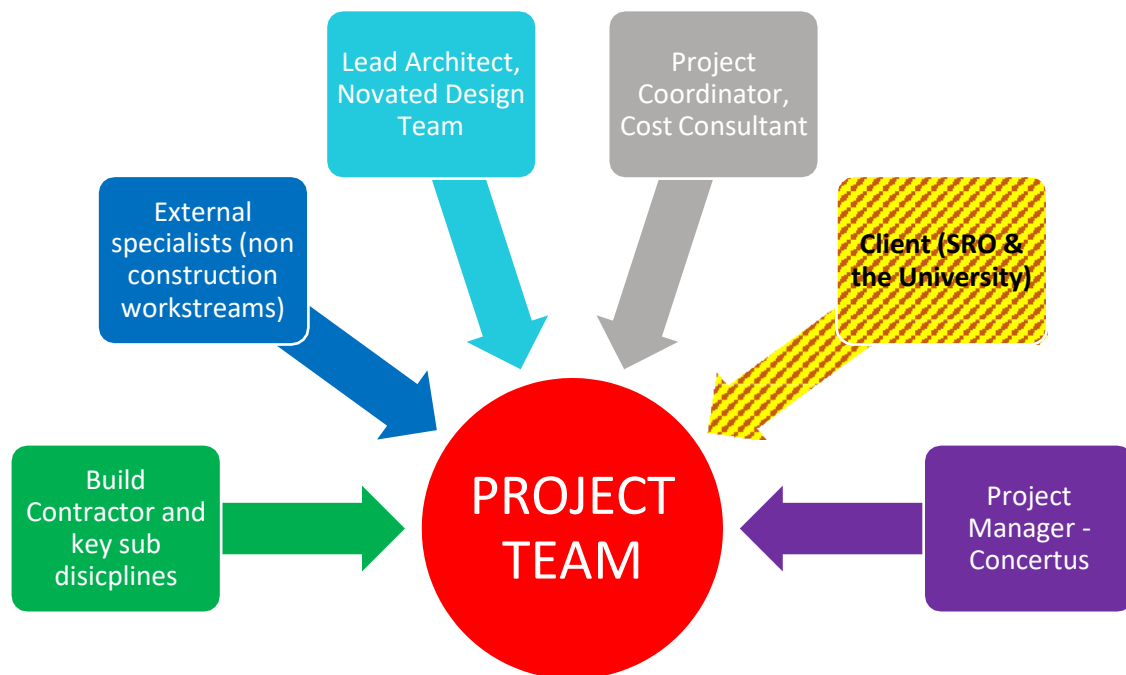 Lead Architect,
Novated Design
Team
Project
Coordinator,
Cost Consultant
External
specialists (non
construction
workstreams)
Client (SRO &
the University)
Build
Contractor and
key sub
disicplines
PROJECT
TEAM
Project
Manager -
Concertus